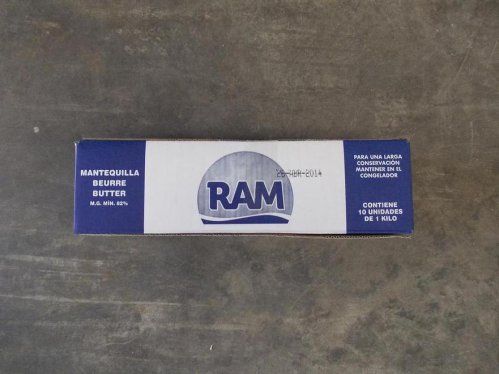 MANTEQUILLA
BEURRE
BUTTER
M.G. MÍN. 82%
RAM
PARA UNA LARGA
CONSERVACIÓN
MANTENER EN EL
CONGELADOR
CONTIENE
10 UNIDADES
DE 1 KILO